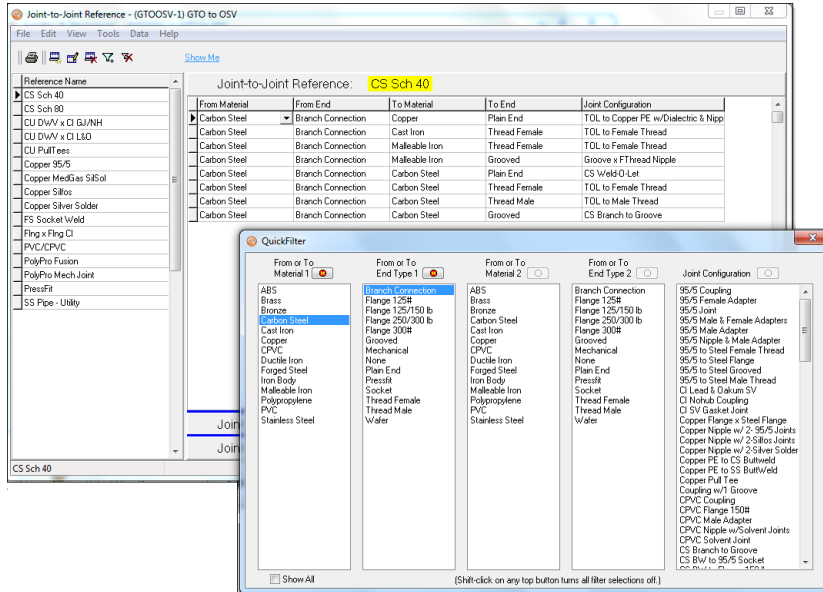 Joint-to-Joint Reference - (GTOOSV-1) GTO to OSV
File Edit View Tools Data Help
Show Me
Reference Name
CS Sch 40
CS Sch 80
CU DWV x CI GJ/NH
CU DWV x CI L&O
CU PullTees
Copper 95/5
Copper MedGas SilSol
Copper Silfos
Copper Silver Solder
FS Socket Weld
Flng x Flng CI
PVC/CPVC
PolyPro Fusion
PolyPro Mech Joint
PressFit
SS Pipe - Utility
Joint-to-Joint Reference: CS Sch 40
From Material From End To Material To End Joint Configuration
Carbon Steel Branch Connection Copper Plain End TOL to Copper PE w/Dielectric & Nipp
Carbon Steel Branch Connection Cast Iron Thread Female TOL to Female Thread
Carbon Steel Branch Connection Malleable Iron Thread Female TOL to Female Thread
Carbon Steel Branch Connection Malleable Iron Grooved Groove x FThread Nipple
Carbon Steel Branch Connection Carbon Steel Plain End CS Weld-O-Let
Carbon Steel Branch Connection Carbon Steel Thread Female TOL to Female Thread
Carbon Steel Branch Connection Carbon Steel Thread Male TOL to Male Thread
Carbon Steel Branch Connection Carbon Steel Grooved CS Branch to Groove
Join
Join
CS Sch 40
QuickFilter
From or To
Material 1
ABS
Brass
Bronze
Carbon Steel
Cast Iron
Copper
CPVC
Ductile Iron
Forged Steel
Iron Body
Malleable Iron
Polypropylene
PVC
Stainless Steel
From or To
End Type 1
Branch Connection
Flange 125#
Flange 125/150 lb
Flange 250/300 lb
Flange 300#
Grooved
Mechanical
None
Plain End
Pressfit
Socket
Thread Female
Thread Male
Wafer
From or To
Material 2
ABS
Brass
Bronze
Carbon Steel
Cast Iron
Copper
CPVC
Ductile Iron
Forged Steel
Iron Body
Malleable Iron
Polypropylene
PVC
Stainless Steel
From or To
End Type 2
Branch Connection
Flange 125#
Flange 125/150 lb
Flange 250/300 lb
Flange 300#
Grooved
Mechanical
None
Plain End
Pressfit
Socket
Thread Female
Thread Male
Wafer
Joint Configuration
95/5 Coupling
95/5 Female Adapter
95/5 Joint
95/5 Male & Female Adapters
95/5 Male Adapter
95/5 Nipple & Male Adapter
95/5 to Steel Female Thread
95/5 to Steel Flange
95/5 to Steel Grooved
95/5 to Steel Male Thread
CI Lead & Oakum SV
CI Nohub Coupling
CI SV Gasket Joint
Copper Flange x Steel Flange
Copper Nipple w/ 2- 95/5 Joints
Copper Nipple w/ 2-Silfos Joints
Copper Nipple w/ 2-Silver Solder
Copper PE to CS Buttweld
Copper PE to SS ButtWeld
Copper Pull Tee
Coupling w/1 Groove
CPVC Coupling
CPVC Flange 150#
CPVC Male Adapter
CPVC Nipple w/Solvent Joints
CPVC Solvent Joint
CS Branch to Groove
CS BW to 95/5 Socket
Show All
(Shift-click on any top button turns all filter selections off.)